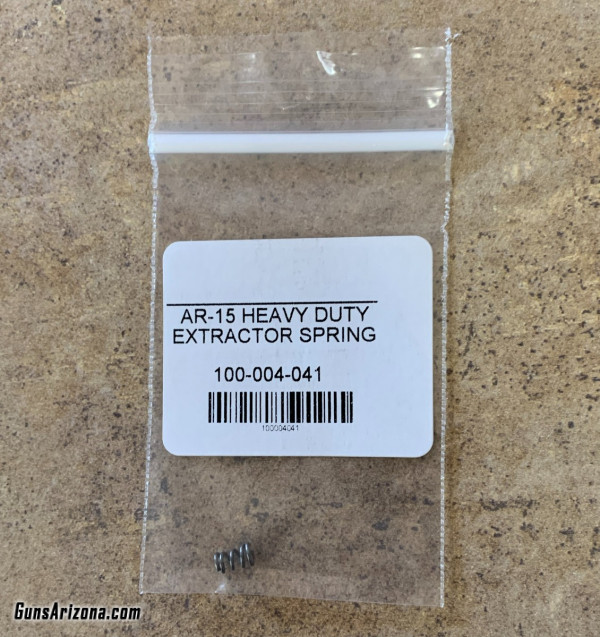 AR-15 HEAVY DUTY
EXTRACTOR SPRING
100-004-041
100004041
GunsArizona.com